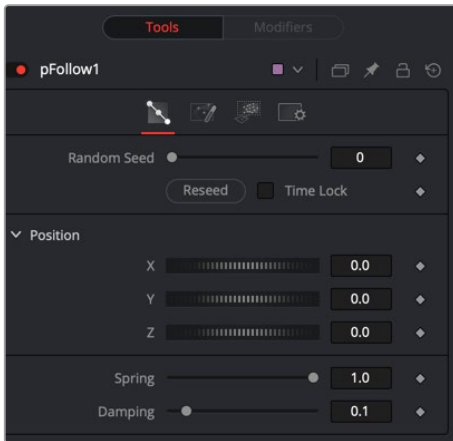 Tools Modifiers
pFollow1
Random Seed 0
Reseed Time Lock
Position
X 0.0
Y 0.0
Z 0.0
Spring 1.0
Damping 0.1